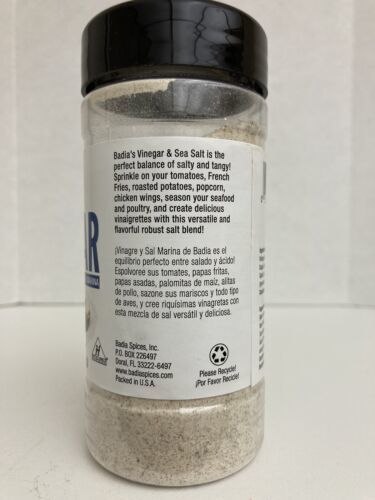 Badia's Vinegar & Sea Salt is the
perfect balance of salty and tangy!
Sprinkle on your tomatoes, French
Fries, roasted potatoes, popcorn,
chicken wings, season your seafood
and poultry, and create delicious
vinaigrettes with this versatile and
flavorful robust salt blend!
¡Vinagre y Sal Marina de Badia es el
equilibrio perfecto entre salado y ácido!
Espolvoree sus tomates, papas fritas,
papas asadas, palomitas de maíz, alitas
de pollo, sazone sus mariscos y todo tipo
de aves, y cree riquísimas vinagretas con
esta mezcla de sal versátil y deliciosa.
AR
Badia Spices, Inc.
P.O. BOX 226497
Doral, FL 33222-6497
www.badiaspices.com
Packed in U.S.A.
Please Recycle!
¡Por Favor Recicle!